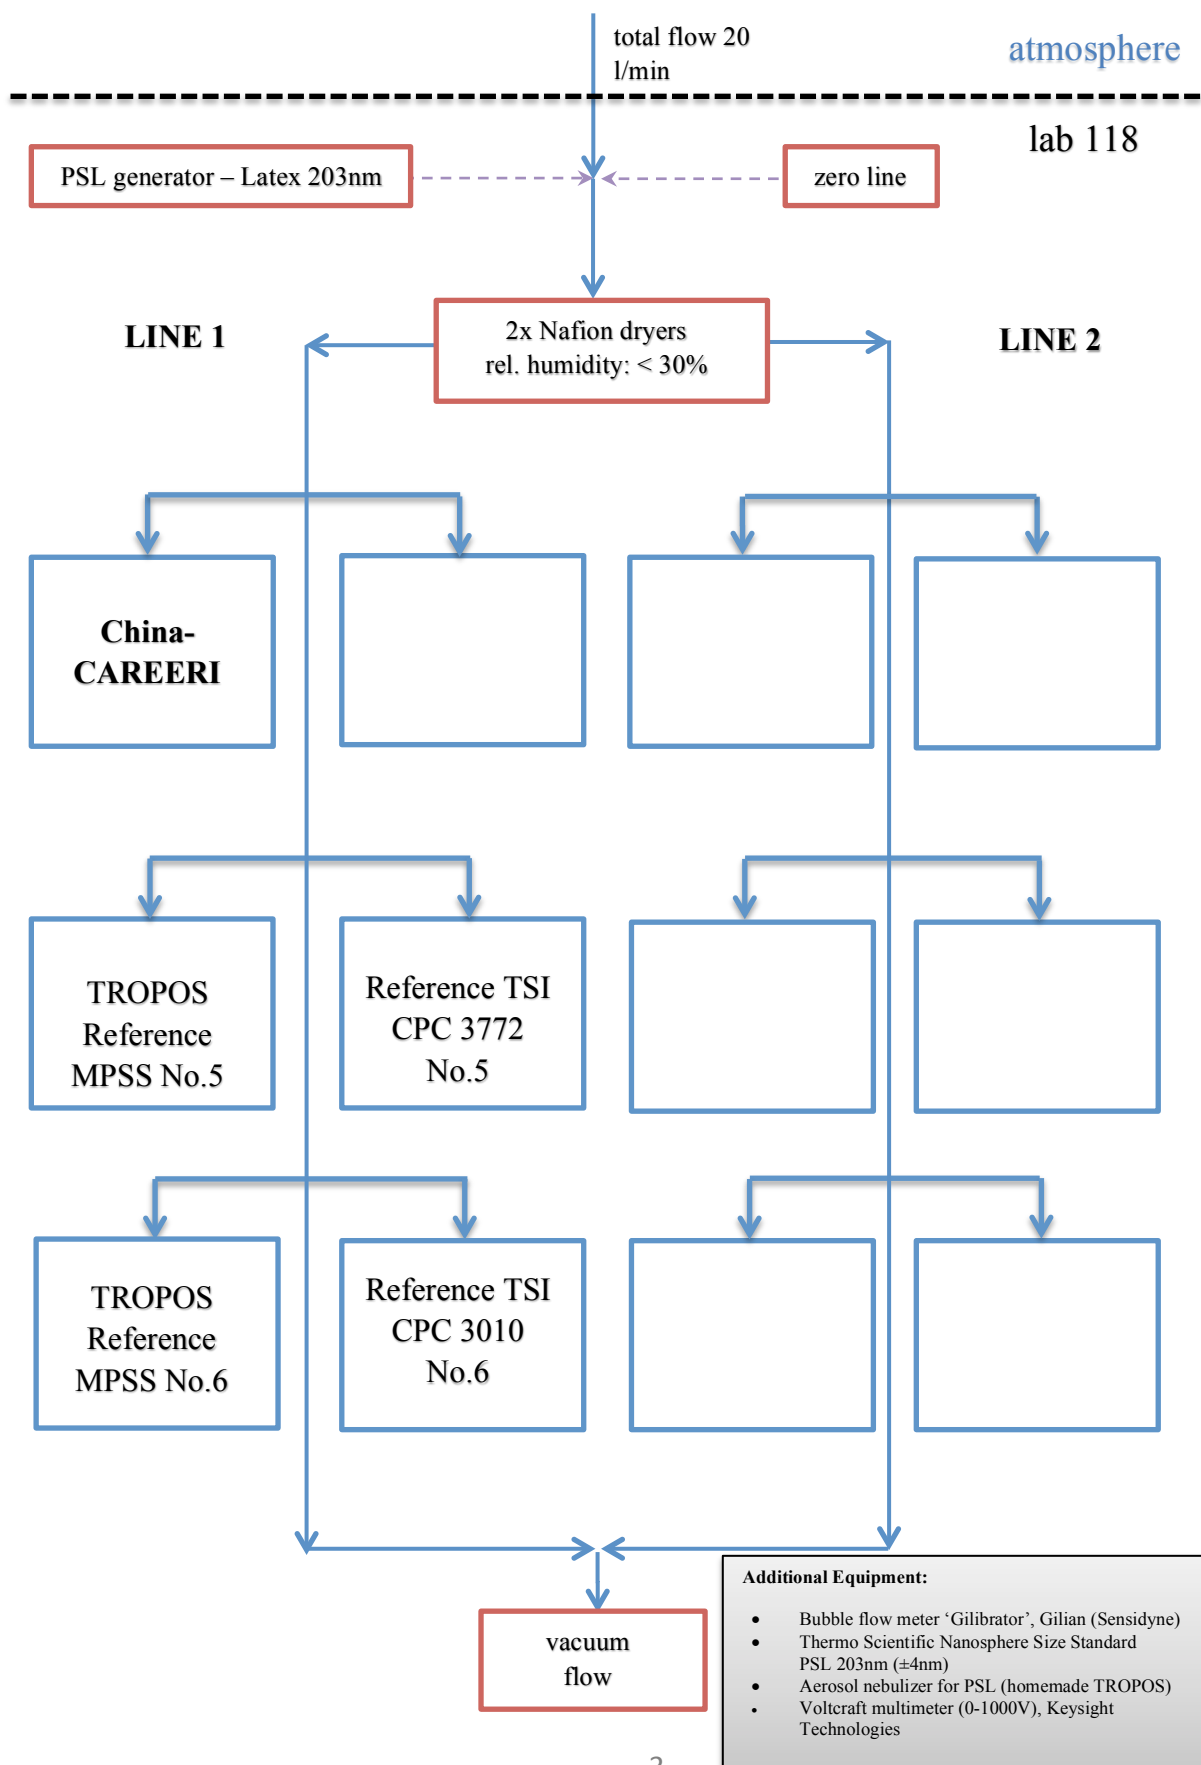 total flow 20
l/min
atmosphere
lab 118
PSL generator – Latex 203nm
zero line
LINE 1
2x Nafion dryers
rel. humidity: < 30%
LINE 2
China-
CAREERI
TROPOS
Reference
MPSS No.5
Reference TSI
CPC 3772
No.5
TROPOS
Reference
MPSS No.6
Reference TSI
CPC 3010
No.6
vacuum
flow
Additional Equipment:
• Bubble flow meter ‘Gilibrator’, Gilian (Sensidyne)
• Thermo Scientific Nanosphere Size Standard
PSL 203nm (±4nm)
• Aerosol nebulizer for PSL (homemade TROPOS)
• Voltcraft multimeter (0-1000V), Keysight
Technologies